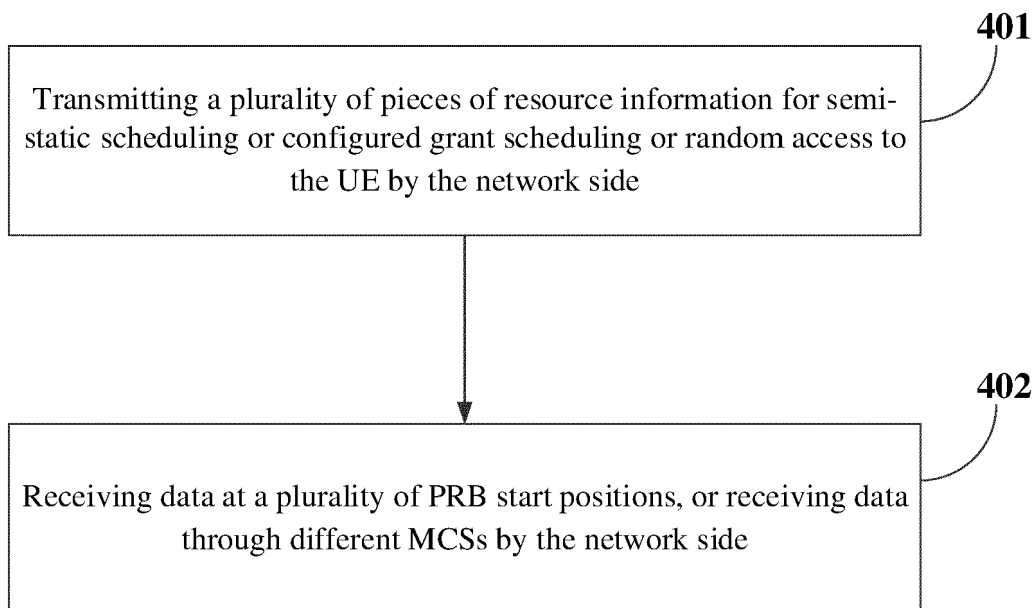 401
Transmitting a plurality of pieces of resource information for semi-
static scheduling or configured grant scheduling or random access to
the UE by the network side
402
Receiving data at a plurality of PRB start positions, or receiving data
through different MCSs by the network side